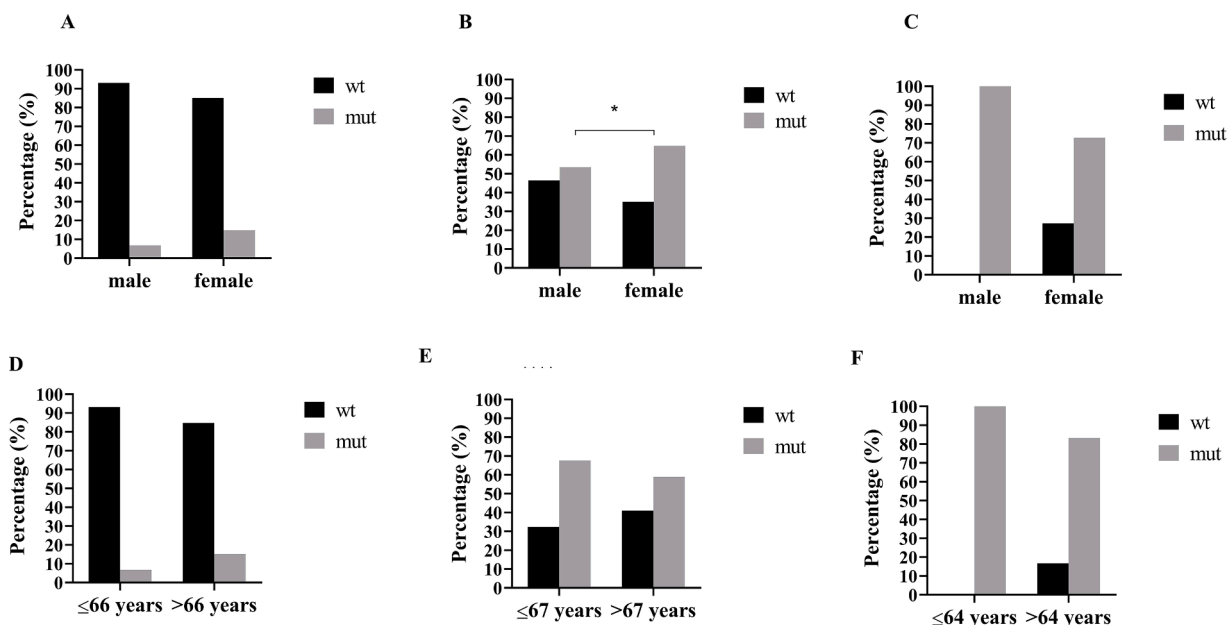 A
Percentage (%)
100
90
80
70
60
50
40
30
20
10
0
male female
wt
mut
B
Percentage (%)
100
90
80
70
60
50
40
30
20
10
0
*
male female
wt
mut
C
Percentage (%)
100
90
80
70
60
50
40
30
20
10
0
male female
wt
mut
D
Percentage (%)
100
90
80
70
60
50
40
30
20
10
0
≤66 years >66 years
wt
mut
E
. . . .
Percentage (%)
100
90
80
70
60
50
40
30
20
10
0
≤67 years >67 years
wt
mut
F
Percentage (%)
100
90
80
70
60
50
40
30
20
10
0
≤64 years >64 years
wt
mut